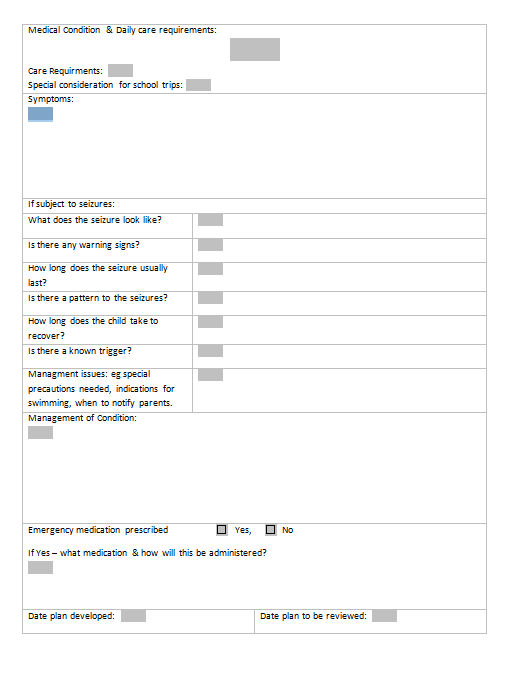 Medical Condition & Daily care requirements:
Care Requirments:
Special consideration for school trips:
Symptoms:
If subject to seizures:
What does the seizure look like?
Is there any warning signs?
How long does the seizure usually
last?
Is there a pattern to the seizures?
How long does the child take to
recover?
Is there a known trigger?
Managment issues: eg special
precautions needed, indications for
swimming, when to notify parents.
Management of Condition:
Emergency medication prescribed Yes, No
If Yes – what medication & how will this be administered?
Date plan developed: Date plan to be reviewed: